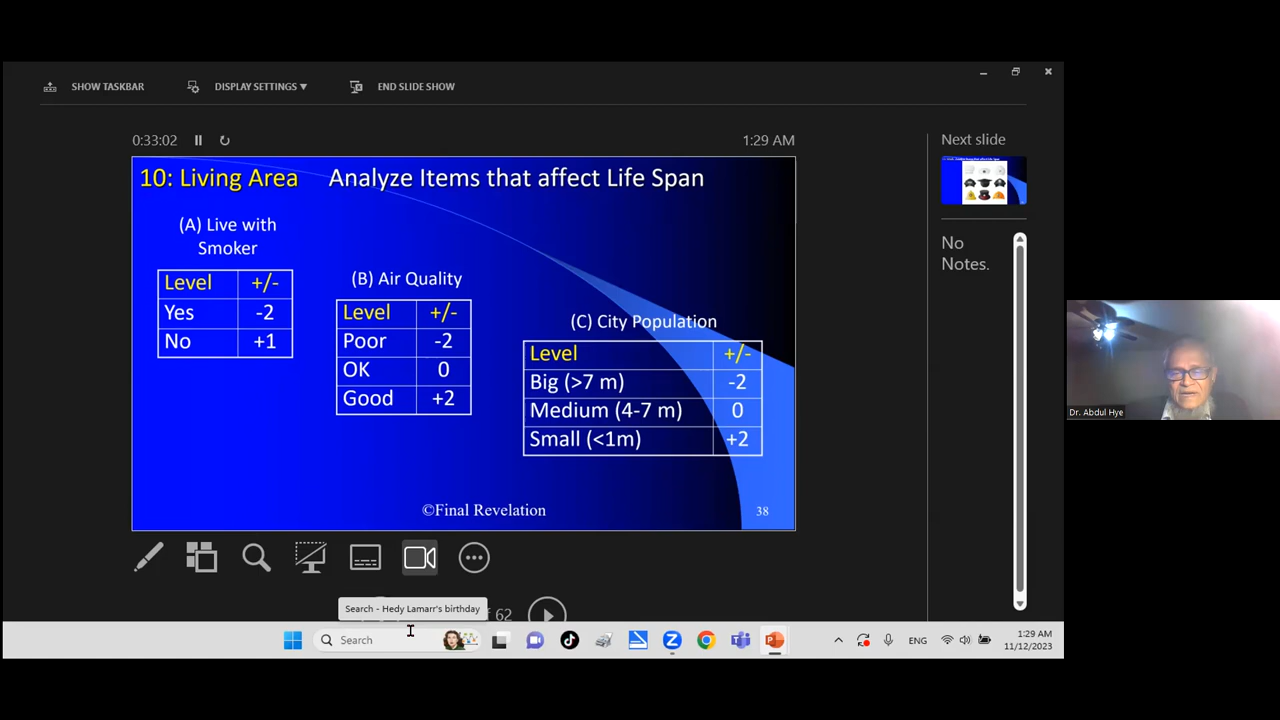 SHOW TASKBAR
DISPLAY SETTINGS ▾
END SLIDE SHOW
0:33:02
1:29 AM
Next slide
10: Living Area Analyze Items that affect Life Span
(A) Live with
Smoker
Level +/-
Yes -2
No +1
(B) Air Quality
Level +/-
Poor -2
OK 0
Good +2
(C) City Population
Level +/-
Big (>7 m) -2
Medium (4-7 m) 0
Small (<1m) +2
©Final Revelation
38
No
Notes.
Dr. Abdul Hye
Search - Hedy Lamarr's birthday
62
Search
ENG
1:29 AM
11/12/2023